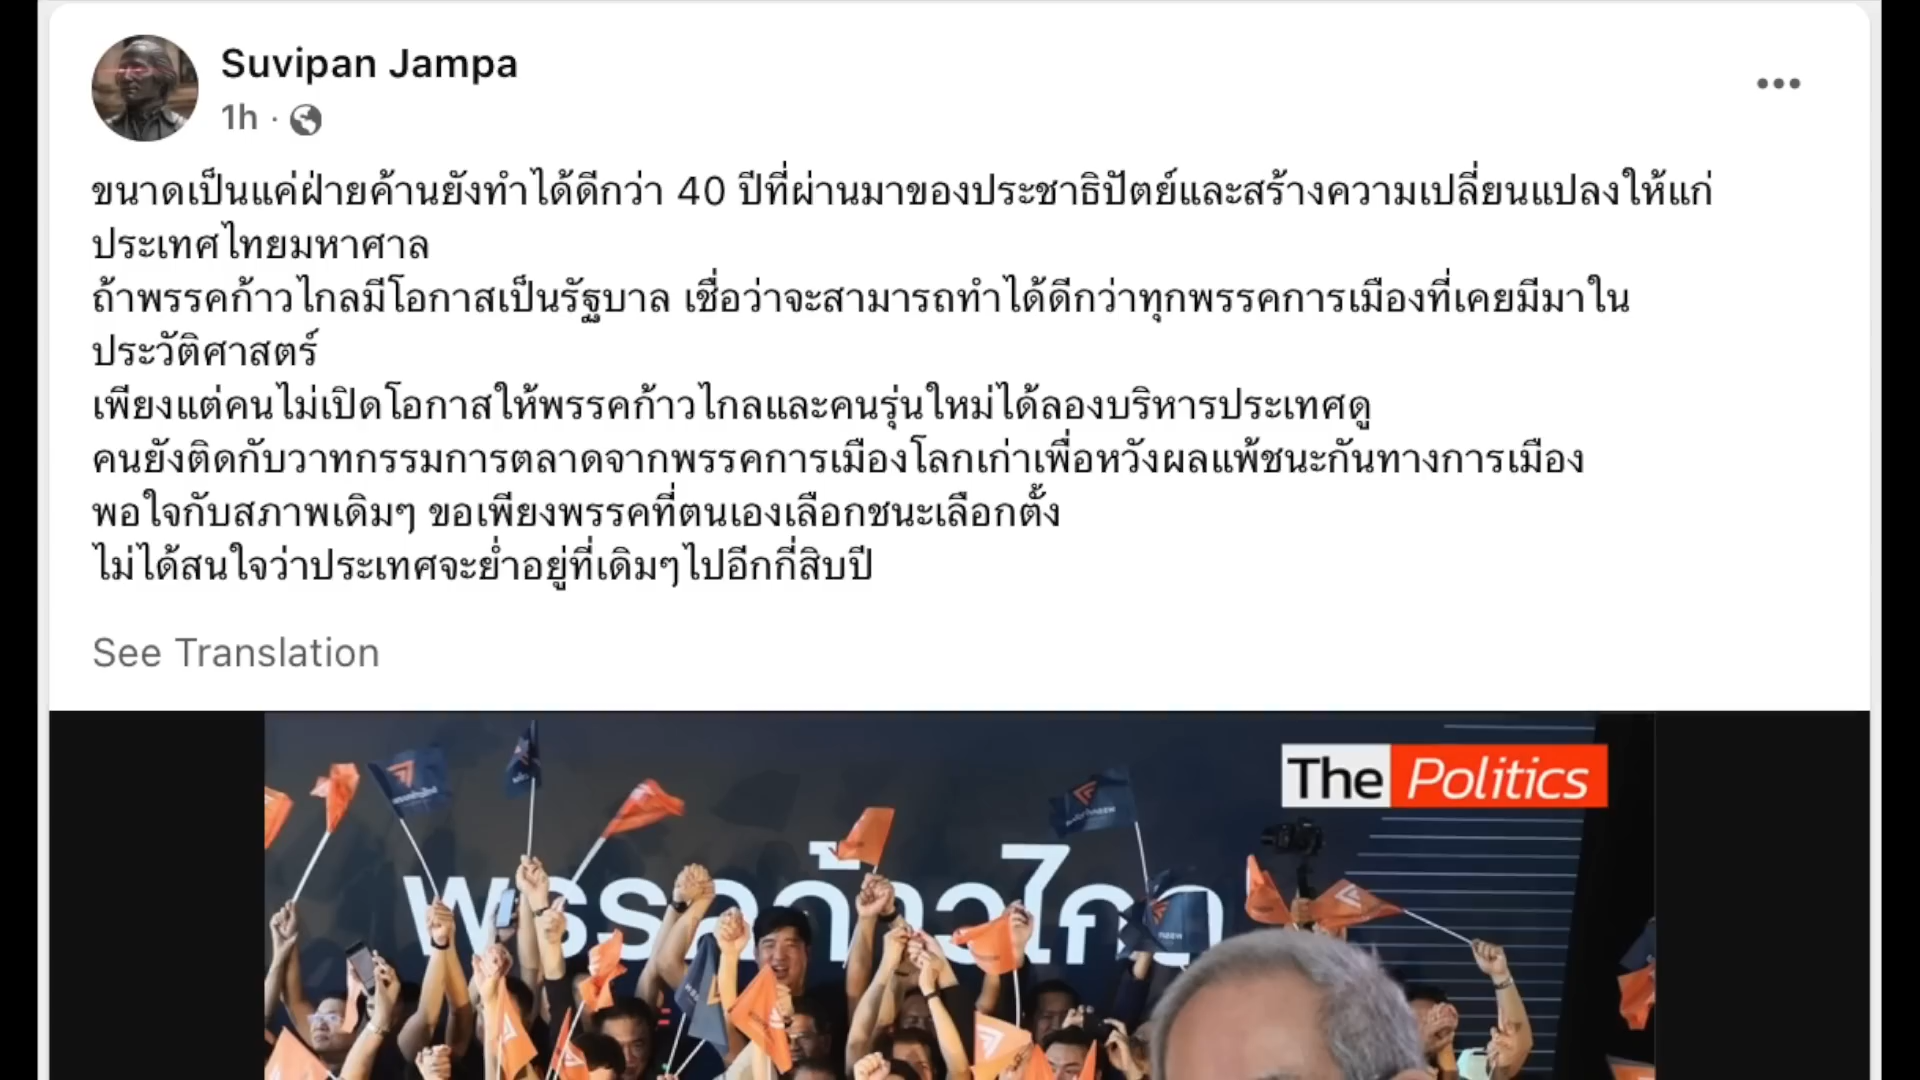 Suvipan Jampa
1h ·
ขนาดเป็นแค่ฝ่ายค้านยังทำได้ดีกว่า 40 ปีที่ผ่านมาของประชาธิปัตย์และสร้างความเปลี่ยนแปลงให้แก่
ประเทศไทยมหาศาล
ถ้าพรรคก้าวไกลมีโอกาสเป็นรัฐบาล เชื่อว่าจะสามารถทำได้ดีกว่าทุกพรรคการเมืองที่เคยมีมาใน
ประวัติศาสตร์
เพียงแต่คนไม่เปิดโอกาสให้พรรคก้าวไกลและคนรุ่นใหม่ได้ลองบริหารประเทศดู
คนยังติดกับวาทกรรมการตลาดจากพรรคการเมืองโลกเก่าเพื่อหวังผลแพ้ชนะกันทางการเมือง
พอใจกับสภาพเดิมๆ ขอเพียงพรรคที่ตนเองเลือกชนะเลือกตั้ง
ไม่ได้สนใจว่าประเทศจะย่ำอยู่ที่เดิมๆไปอีกกี่สิบปี
See Translation
The Politics
พรรคก้าวไกล